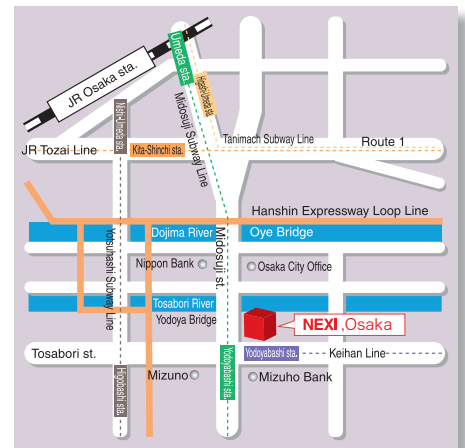 JR Osaka sta.
Umeda sta.
Higashi-Umeda sta.
Nishi-Umeda sta.
Midosuji Subway Line
Tanimach Subway Line
Route 1
JR Tozai Line
Kita-Shinchi sta.
Hanshin Expressway Loop Line
Dojima River
Oye Bridge
Yotsuhashi Subway Line
Midosuji st.
Nippon Bank
Osaka City Office
Tosabori River
Yodoya Bridge
NEXI ,Osaka
Tosabori st.
Yodoyabashi sta.
Yodoyabashi sta.
Keihan Line
Higobashi sta.
Mizuno
Mizuho Bank